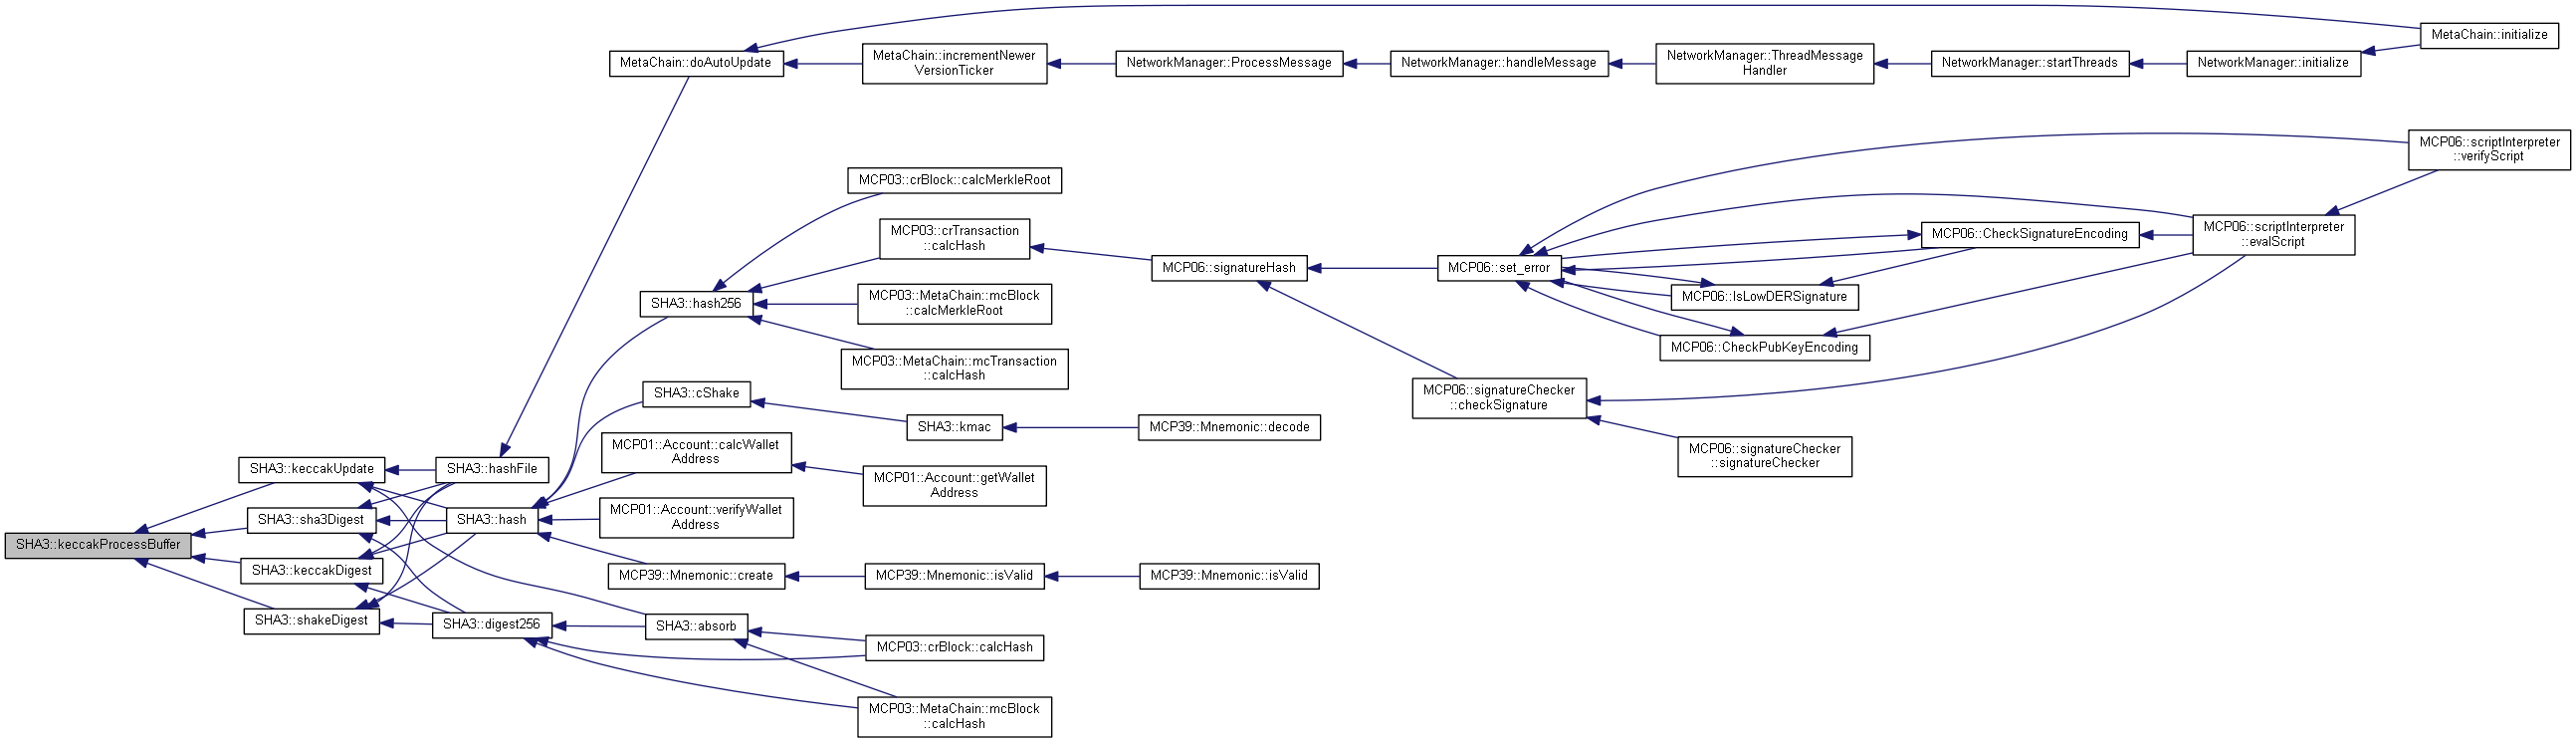 MetaChain::initialize
MetaChain::doAutoUpdate
MetaChain::incrementNewer
VersionTicker
NetworkManager::ProcessMessage
NetworkManager::handleMessage
NetworkManager::ThreadMessage
Handler
NetworkManager::startThreads
NetworkManager::initialize
MCP06::scriptInterpreter
::verifyScript
MCP03::crBlock::calcMerkleRoot
MCP03::crTransaction
::calcHash
MCP06::CheckSignatureEncoding
MCP06::scriptInterpreter
::evalScript
MCP06::signatureHash
MCP06::set_error
SHA3::hash256
MCP03::MetaChain::mcBlock
::calcMerkleRoot
MCP06::IsLowDERSignature
MCP03::MetaChain::mcTransaction
::calcHash
MCP06::CheckPubKeyEncoding
SHA3::cShake
MCP06::signatureChecker
::checkSignature
SHA3::kmac
MCP39::Mnemonic::decode
MCP01::Account::calcWallet
Address
MCP06::signatureChecker
::signatureChecker
SHA3::keccakUpdate
SHA3::hashFile
MCP01::Account::getWallet
Address
SHA3::sha3Digest
SHA3::hash
MCP01::Account::verifyWallet
Address
SHA3::keccakProcessBuffer
SHA3::keccakDigest
MCP39::Mnemonic::create
MCP39::Mnemonic::isValid
MCP39::Mnemonic::isValid
SHA3::shakeDigest
SHA3::digest256
SHA3::absorb
MCP03::crBlock::calcHash
MCP03::MetaChain::mcBlock
::calcHash